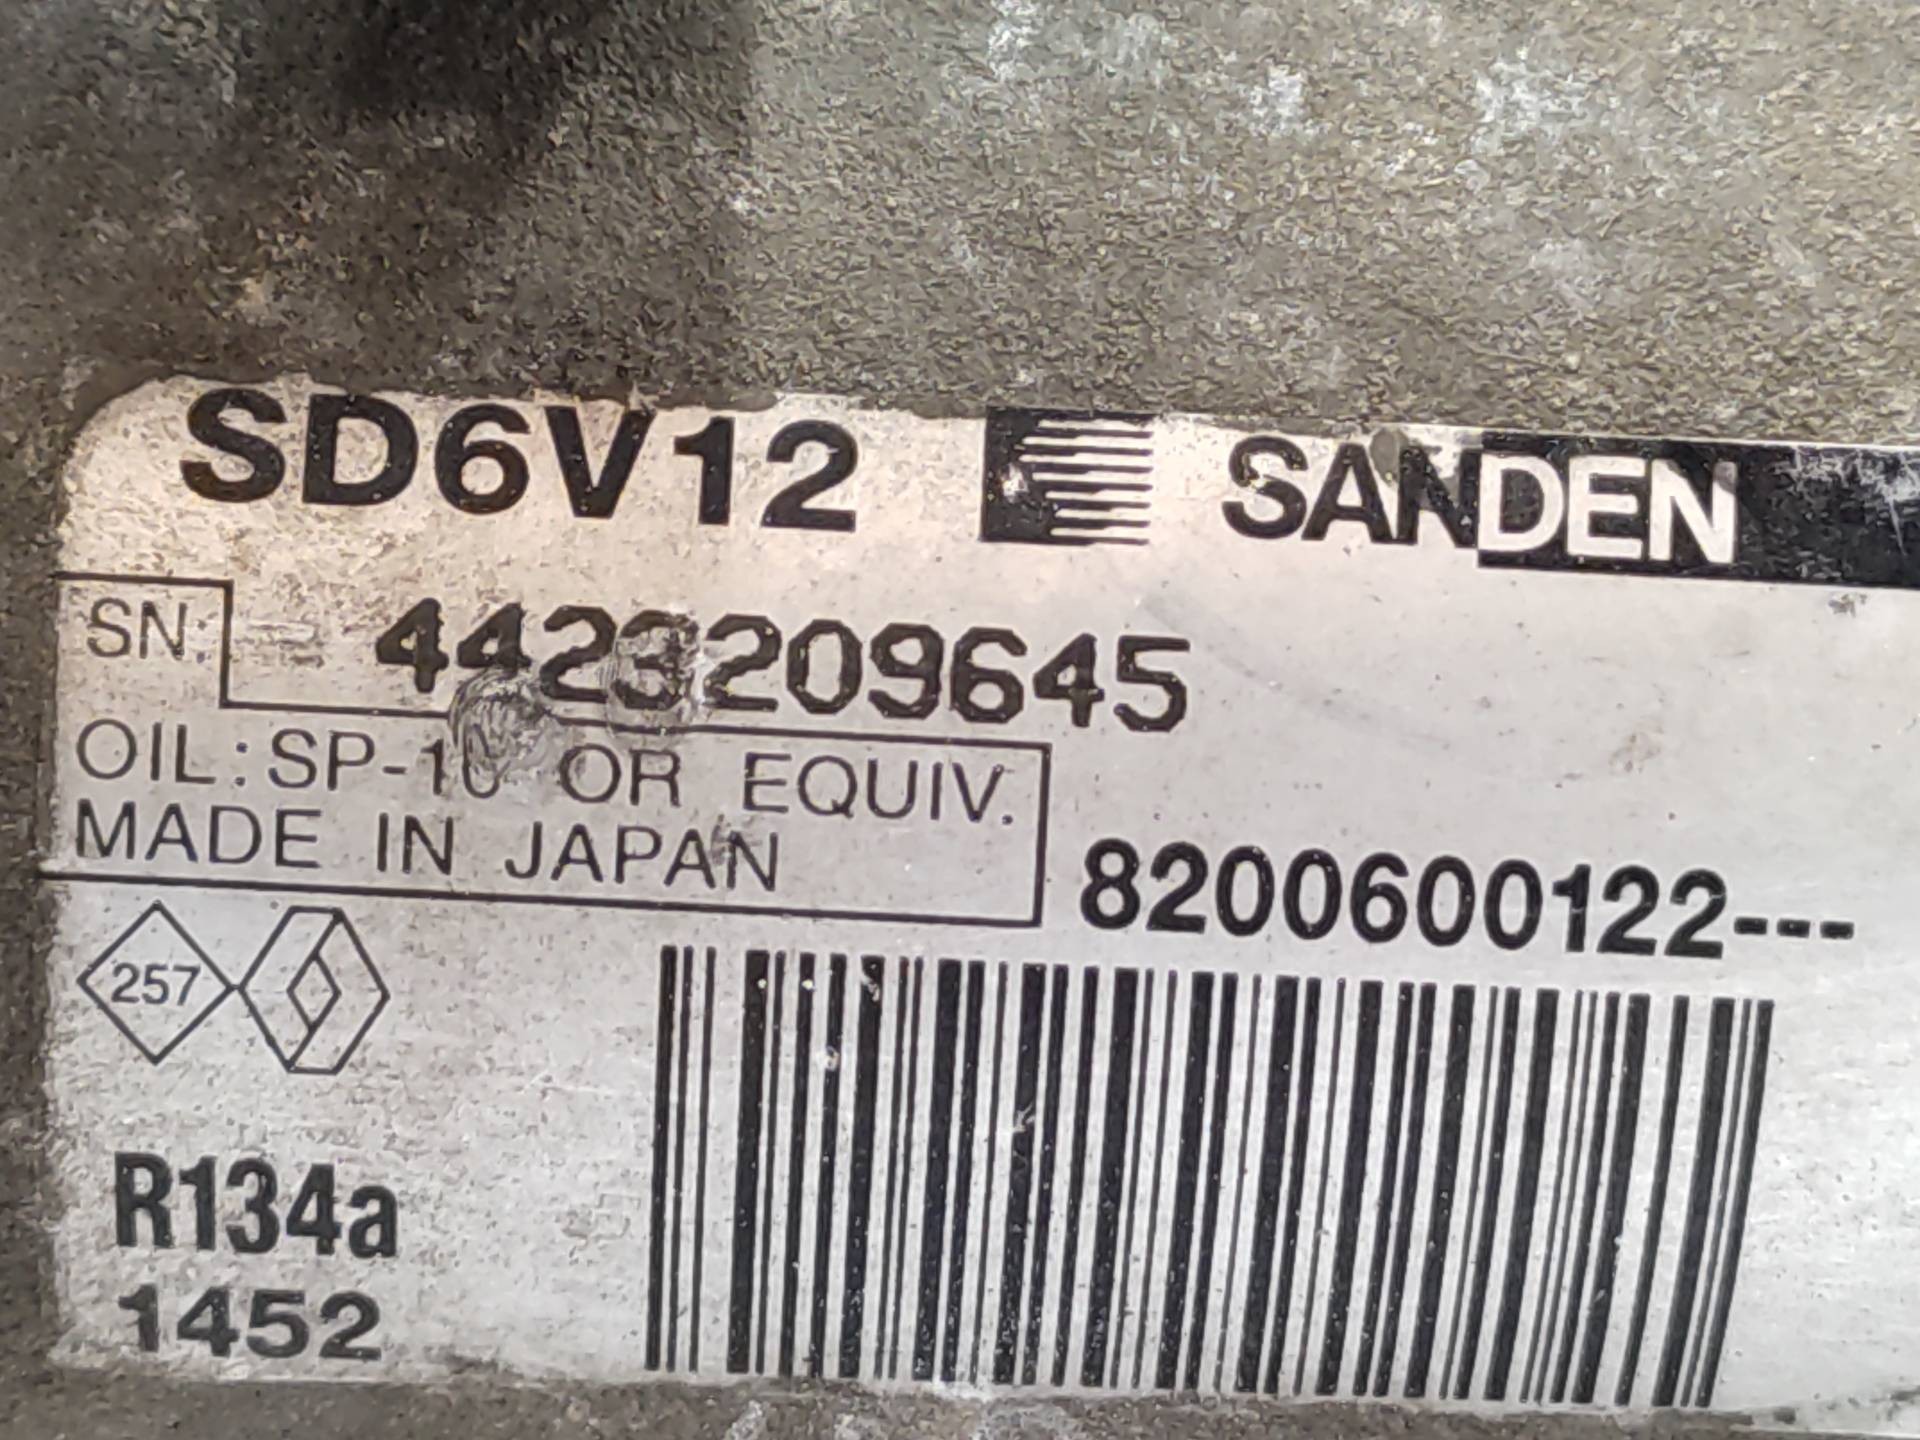 SD6V12 SANDEN
SN: 4423209645
OIL: SP-10 OR EQUIV.
MADE IN JAPAN
8200600122---
257
R134a
1452